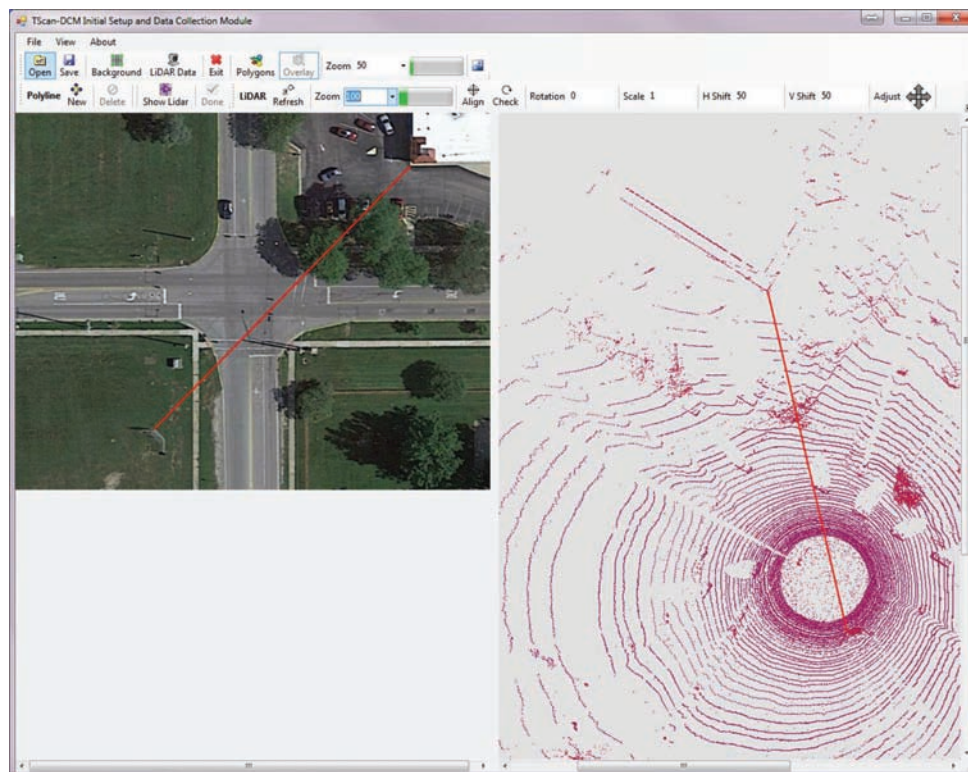 TScan-DCM Initial Setup and Data Collection Module
File View About
Open Save Background LiDAR Data Exit Polygons Overlay Zoom 50
Polyline New Delete Show Lidar Done LiDAR Refresh Zoom 100 Align Check Rotation 0 Scale 1 H Shift 50 V Shift 50 Adjust